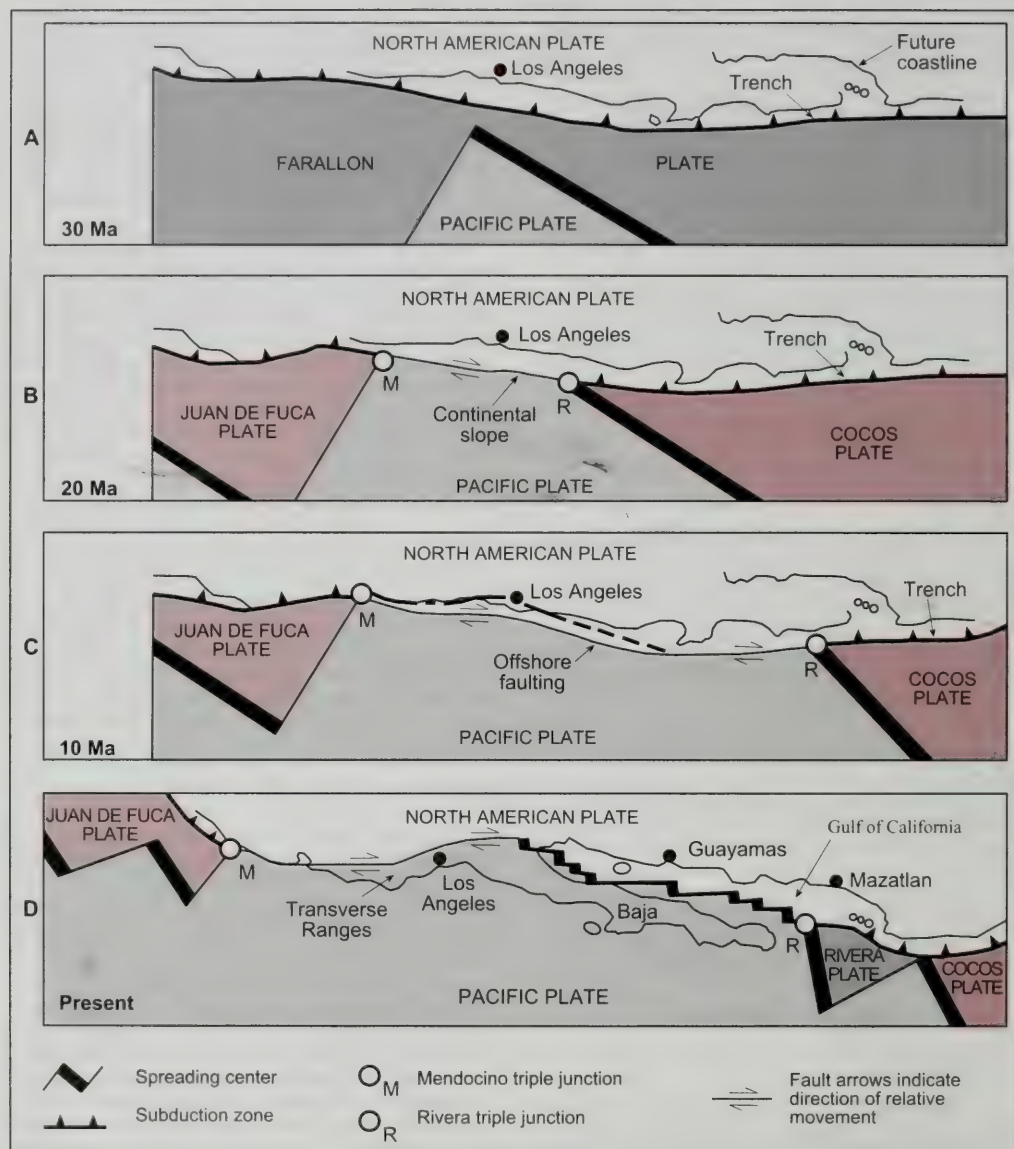 NORTH AMERICAN PLATE
Future
coastline
Los Angeles
Trench
A
FARALLON
PLATE
PACIFIC PLATE
30 Ma
NORTH AMERICAN PLATE
Los Angeles
Trench
M
B
JUAN DE FUCA
PLATE
Continental
slope
R
COCOS
PLATE
PACIFIC PLATE
20 Ma
NORTH AMERICAN PLATE
Los Angeles
Trench
M
JUAN DE FUCA
PLATE
C
Offshore
faulting
R
COCOS
PLATE
PACIFIC PLATE
10 Ma
JUAN DE FUCA
PLATE
NORTH AMERICAN PLATE
Gulf of California
Guayamas
M
Mazatlan
D
Transverse
Ranges
Los
Angeles
Baja
R
RIVERA
PLATE
COCOS
PLATE
PACIFIC PLATE
Present
Spreading center
M
Mendocino triple junction
Fault arrows indicate
direction of relative
movement
Subduction zone
R
Rivera triple junction